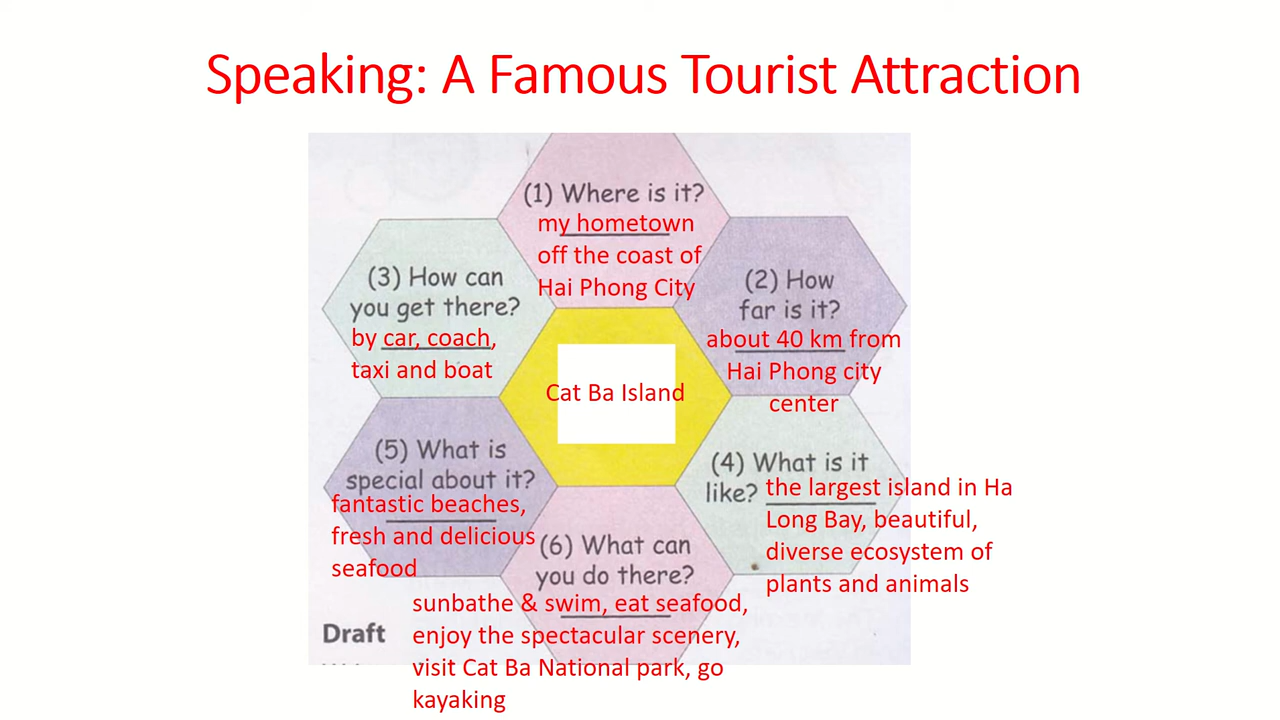 Speaking: A Famous Tourist Attraction
(1) Where is it?
my hometown
off the coast of
Hai Phong City
(2) How
far is it?
about 40 km from
Hai Phong city
center
(3) How can
you get there?
by car, coach,
taxi and boat
Cat Ba Island
(4) What is it
like?
the largest island in Ha
Long Bay, beautiful,
diverse ecosystem of
plants and animals
(5) What is
special about it?
fantastic beaches,
fresh and delicious
seafood
(6) What can
you do there?
sunbathe & swim, eat seafood,
enjoy the spectacular scenery,
visit Cat Ba National park, go
kayaking
Draft